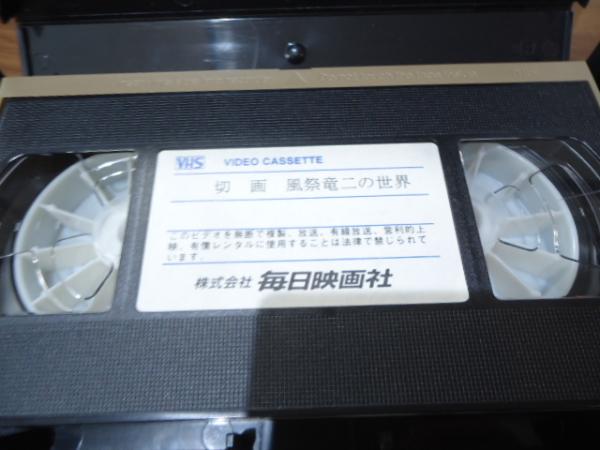 VHS VIDEO CASSETTE
切 画 風祭竜二の世界
このビデオを無断で複製、放送、有線放送、営利的上
映、有償レンタルに使用することは法律で禁じられて
います。
株式会社 毎日映画社